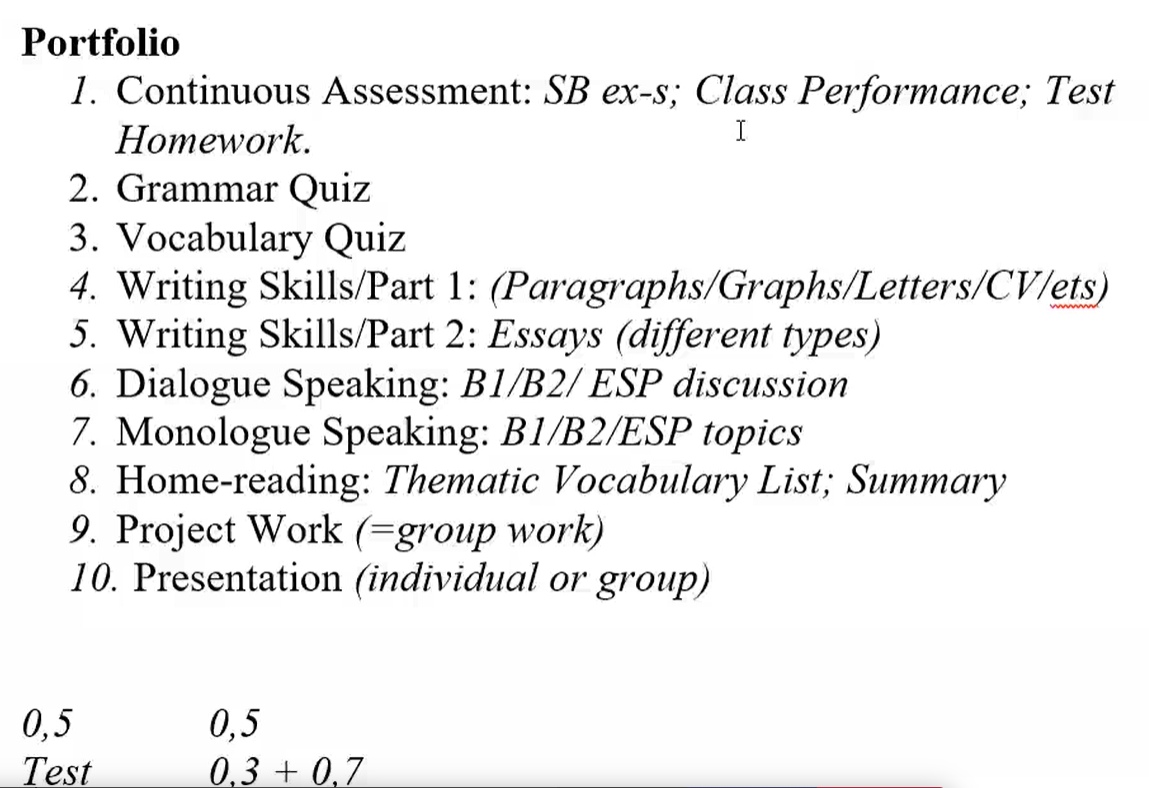 Portfolio
1. Continuous Assessment: SB ex-s; Class Performance; Test
Homework.
2. Grammar Quiz
3. Vocabulary Quiz
4. Writing Skills/Part 1: (Paragraphs/Graphs/Letters/CV/ets)
5. Writing Skills/Part 2: Essays (different types)
6. Dialogue Speaking: B1/B2/ ESP discussion
7. Monologue Speaking: B1/B2/ESP topics
8. Home-reading: Thematic Vocabulary List; Summary
9. Project Work (=group work)
10. Presentation (individual or group)
0,5 0,5
Test 0,3 + 0,7